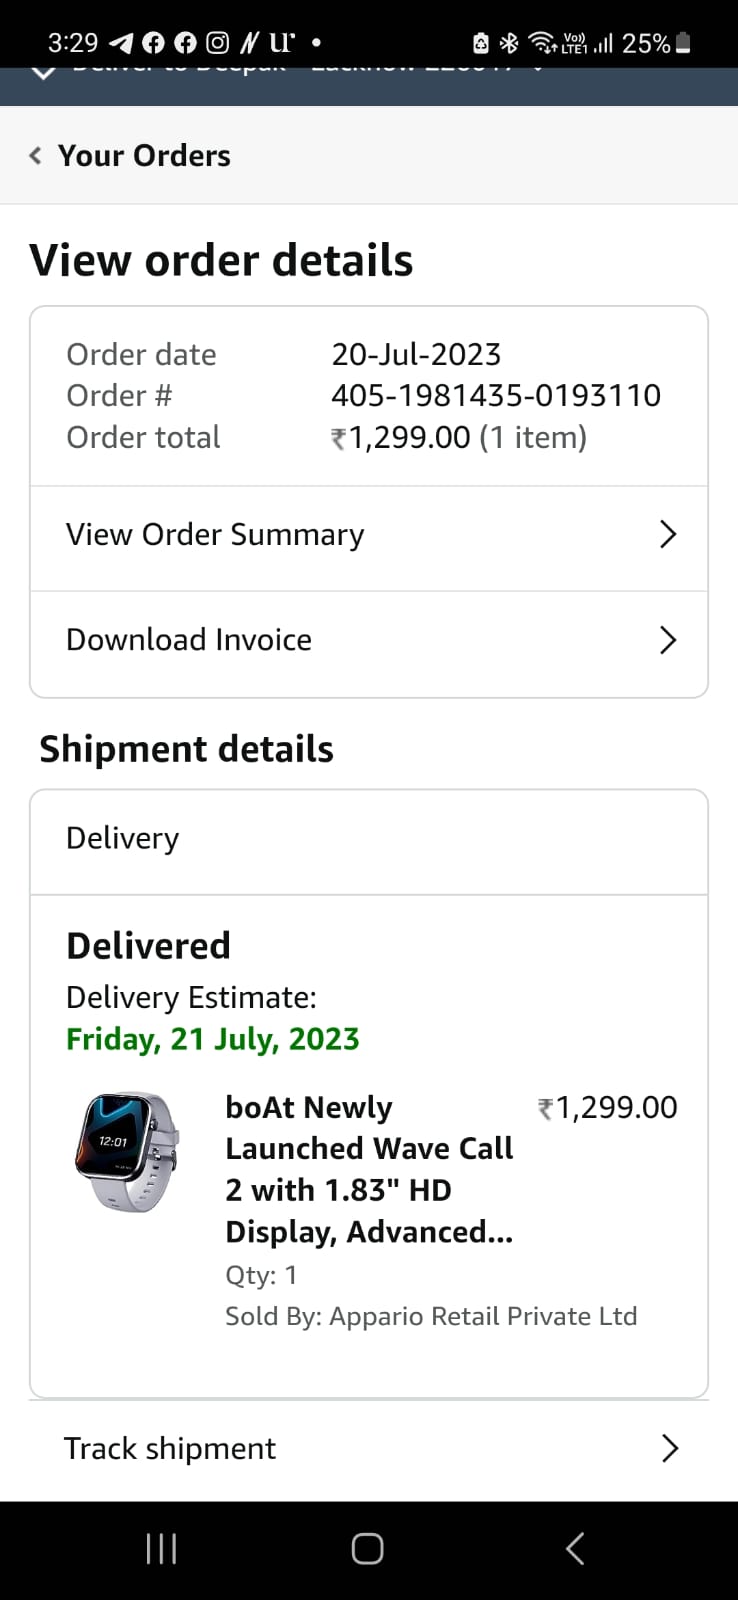 3:29
Vo)) LTE1 25%
Your Orders
View order details
Order date 20-Jul-2023
Order # 405-1981435-0193110
Order total ₹1,299.00 (1 item)
View Order Summary
Download Invoice
Shipment details
Delivery
Delivered
Delivery Estimate:
Friday, 21 July, 2023
12:01
boAt Newly ₹1,299.00
Launched Wave Call
2 with 1.83" HD
Display, Advanced...
Qty: 1
Sold By: Appario Retail Private Ltd
Track shipment